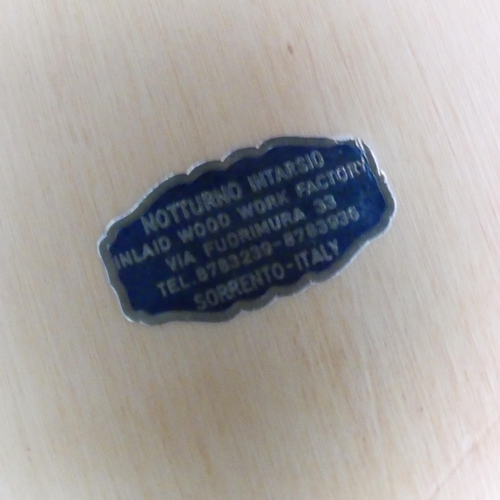 NOTTURNO INTARSIO
INLAID WOOD WORK FACTORY
VIA FUORIMURA 33
TEL. 8783239-8783936
SORRENTO-ITALY